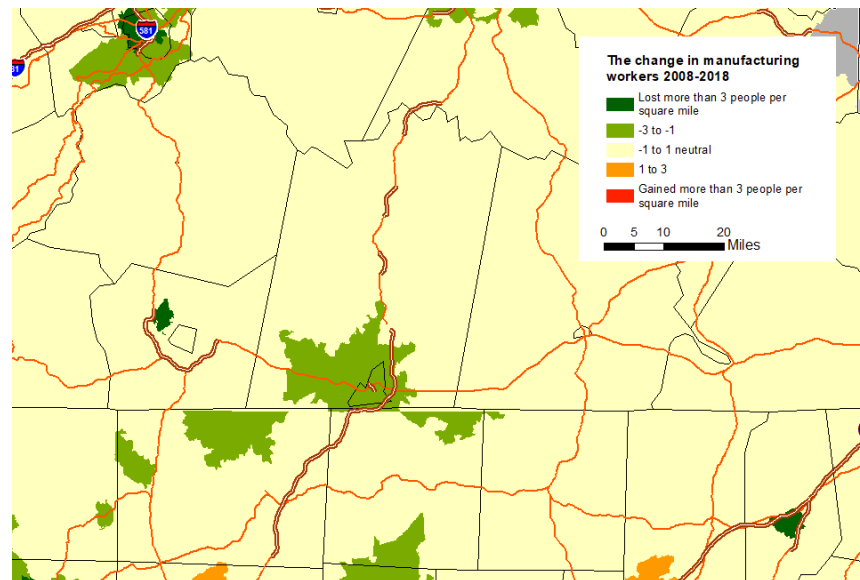 581
81
The change in manufacturing
workers 2008-2018
Lost more than 3 people per
square mile
-3 to -1
-1 to 1 neutral
1 to 3
Gained more than 3 people per
square mile
0 5 10 20
Miles